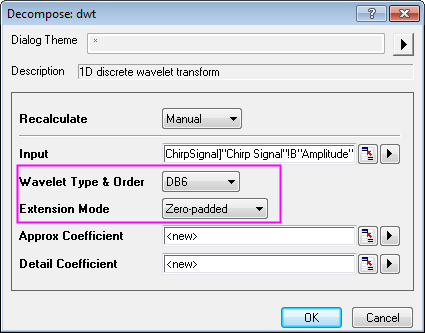 Decompose: dwt
Dialog Theme *
Description 1D discrete wavelet transform
Recalculate Manual
Input ChirpSignal]"Chirp Signal"!B"Amplitude"
Wavelet Type & Order DB6
Extension Mode Zero-padded
Approx Coefficient <new>
Detail Coefficient <new>
OK Cancel